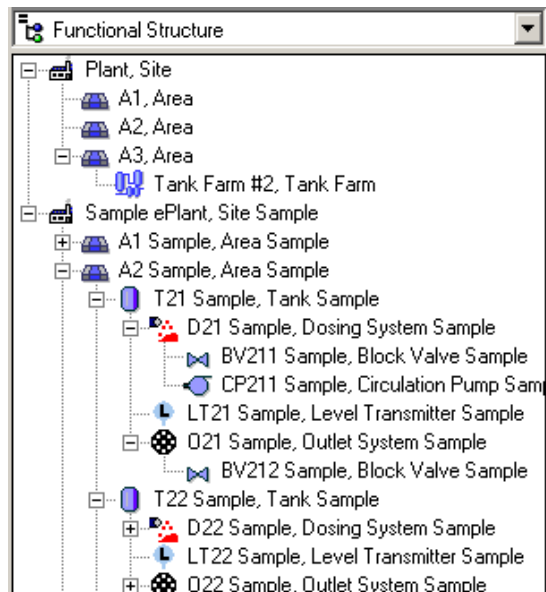 Functional Structure
Plant, Site
A1, Area
A2, Area
A3, Area
Tank Farm #2, Tank Farm
Sample ePlant, Site Sample
A1 Sample, Area Sample
A2 Sample, Area Sample
T21 Sample, Tank Sample
D21 Sample, Dosing System Sample
BV211 Sample, Block Valve Sample
CP211 Sample, Circulation Pump Sam
LT21 Sample, Level Transmitter Sample
O21 Sample, Outlet System Sample
BV212 Sample, Block Valve Sample
T22 Sample, Tank Sample
D22 Sample, Dosing System Sample
LT22 Sample, Level Transmitter Sample
O22 Sample, Outlet System Sample